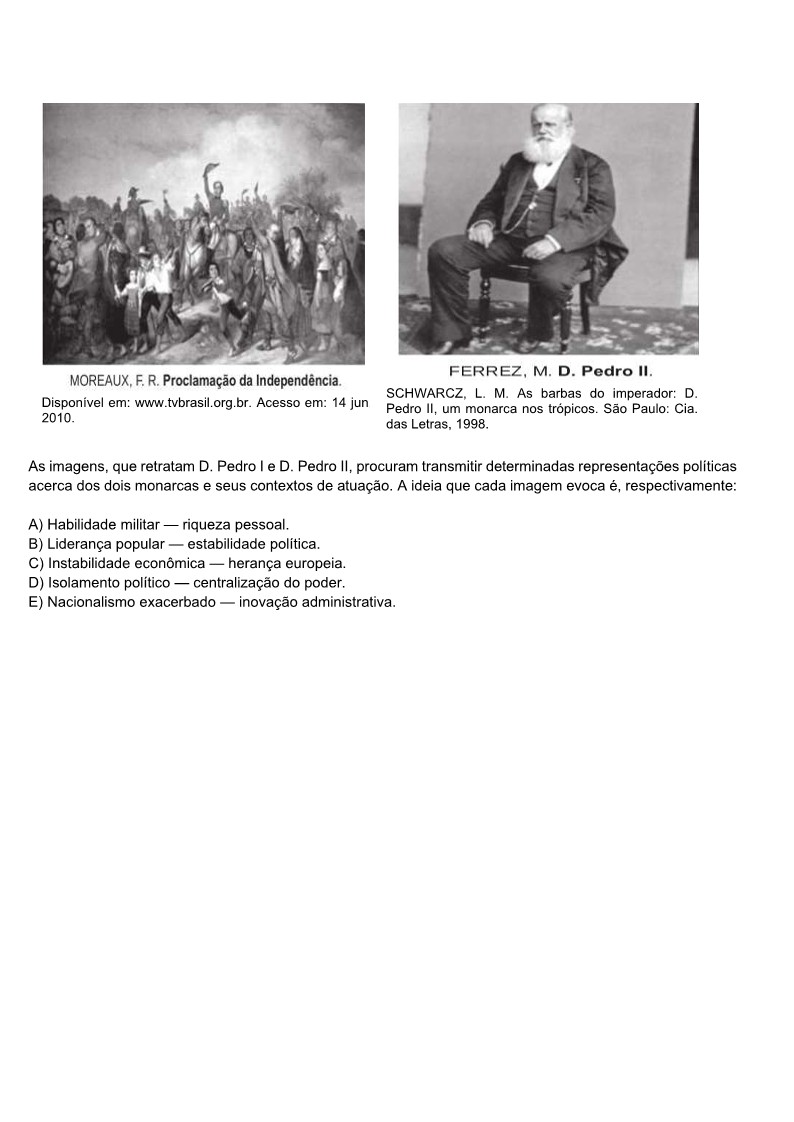 MOREAUX, F. R. Proclamação da Independência.
Disponível em: www.tvbrasil.org.br. Acesso em: 14 jun
2010.
FERREZ, M. D. Pedro II.
SCHWARCZ, L. M. As barbas do imperador: D.
Pedro II, um monarca nos trópicos. São Paulo: Cia.
das Letras, 1998.
As imagens, que retratam D. Pedro I e D. Pedro II, procuram transmitir determinadas representações políticas
acerca dos dois monarcas e seus contextos de atuação. A ideia que cada imagem evoca é, respectivamente:
A) Habilidade militar — riqueza pessoal.
B) Liderança popular — estabilidade política.
C) Instabilidade econômica — herança europeia.
D) Isolamento político — centralização do poder.
E) Nacionalismo exacerbado — inovação administrativa.